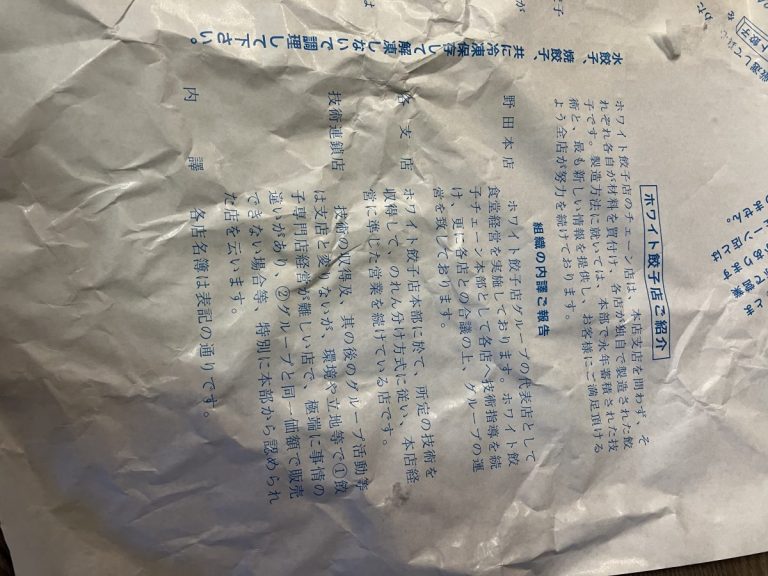 ホワイト餃子店ご紹介
ホワイト餃子店のチェーン店は、本店支店を問わず、そ
れぞれ各自が材料を買付け、各店が独自で製造された餃
子です。製造方法に就いては、本部で永年蓄積された技
術と、最も新しい情報を提供し、お客様にご満足頂ける
よう全店が努力を続けております。
組織の内譯ご報告
野田本店
ホワイト餃子店グループの代表店として
食堂経営を実施しております。ホワイト餃
子チェーン本部として各店へ技術指導を続
け、更に各店との合議の上、グループの運
営を致しております。
各支店
ホワイト餃子店本部に於て、所定の技術を
収得して、のれん分け方式に従い、本店経
営に準じた営業を続けている店です。
技術連鎖店
技術の収得及、其の後のグループ活動等
は支店と変りないが、環境や立地等で①餃
子専門店経営が難しい店で、極端に事情の
違いがあり、②グループと同一価額で販売
できない場合等、特別に本部から認められ
た店を云います。
内譯
各店名簿は表記の通りです。
水餃子、焼餃子、共に冷凍保存して解凍しないで調理して下さい。